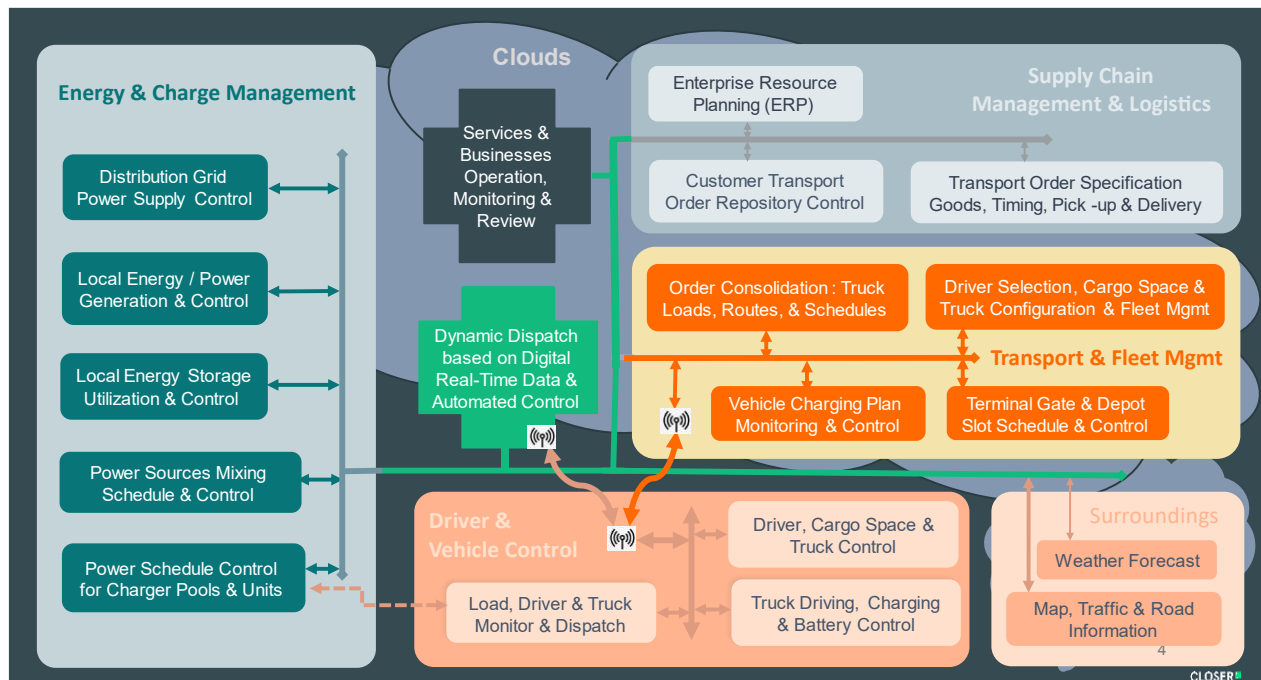 Clouds
Energy & Charge Management
Distribution Grid
Power Supply Control
Local Energy / Power
Generation & Control
Local Energy Storage
Utilization & Control
Power Sources Mixing
Schedule & Control
Power Schedule Control
for Charger Pools & Units
Services &
Businesses
Operation,
Monitoring &
Review
Dynamic Dispatch
based on Digital
Real-Time Data &
Automated Control
Supply Chain
Management & Logistics
Enterprise Resource
Planning (ERP)
Customer Transport
Order Repository Control
Transport Order Specification
Goods, Timing, Pick -up & Delivery
Order Consolidation : Truck
Loads, Routes, & Schedules
Driver Selection, Cargo Space &
Truck Configuration & Fleet Mgmt
Transport & Fleet Mgmt
Vehicle Charging Plan
Monitoring & Control
Terminal Gate & Depot
Slot Schedule & Control
Driver &
Vehicle Control
Driver, Cargo Space &
Truck Control
Load, Driver & Truck
Monitor & Dispatch
Truck Driving, Charging
& Battery Control
Surroundings
Weather Forecast
Map, Traffic & Road
Information
4
CLOSER